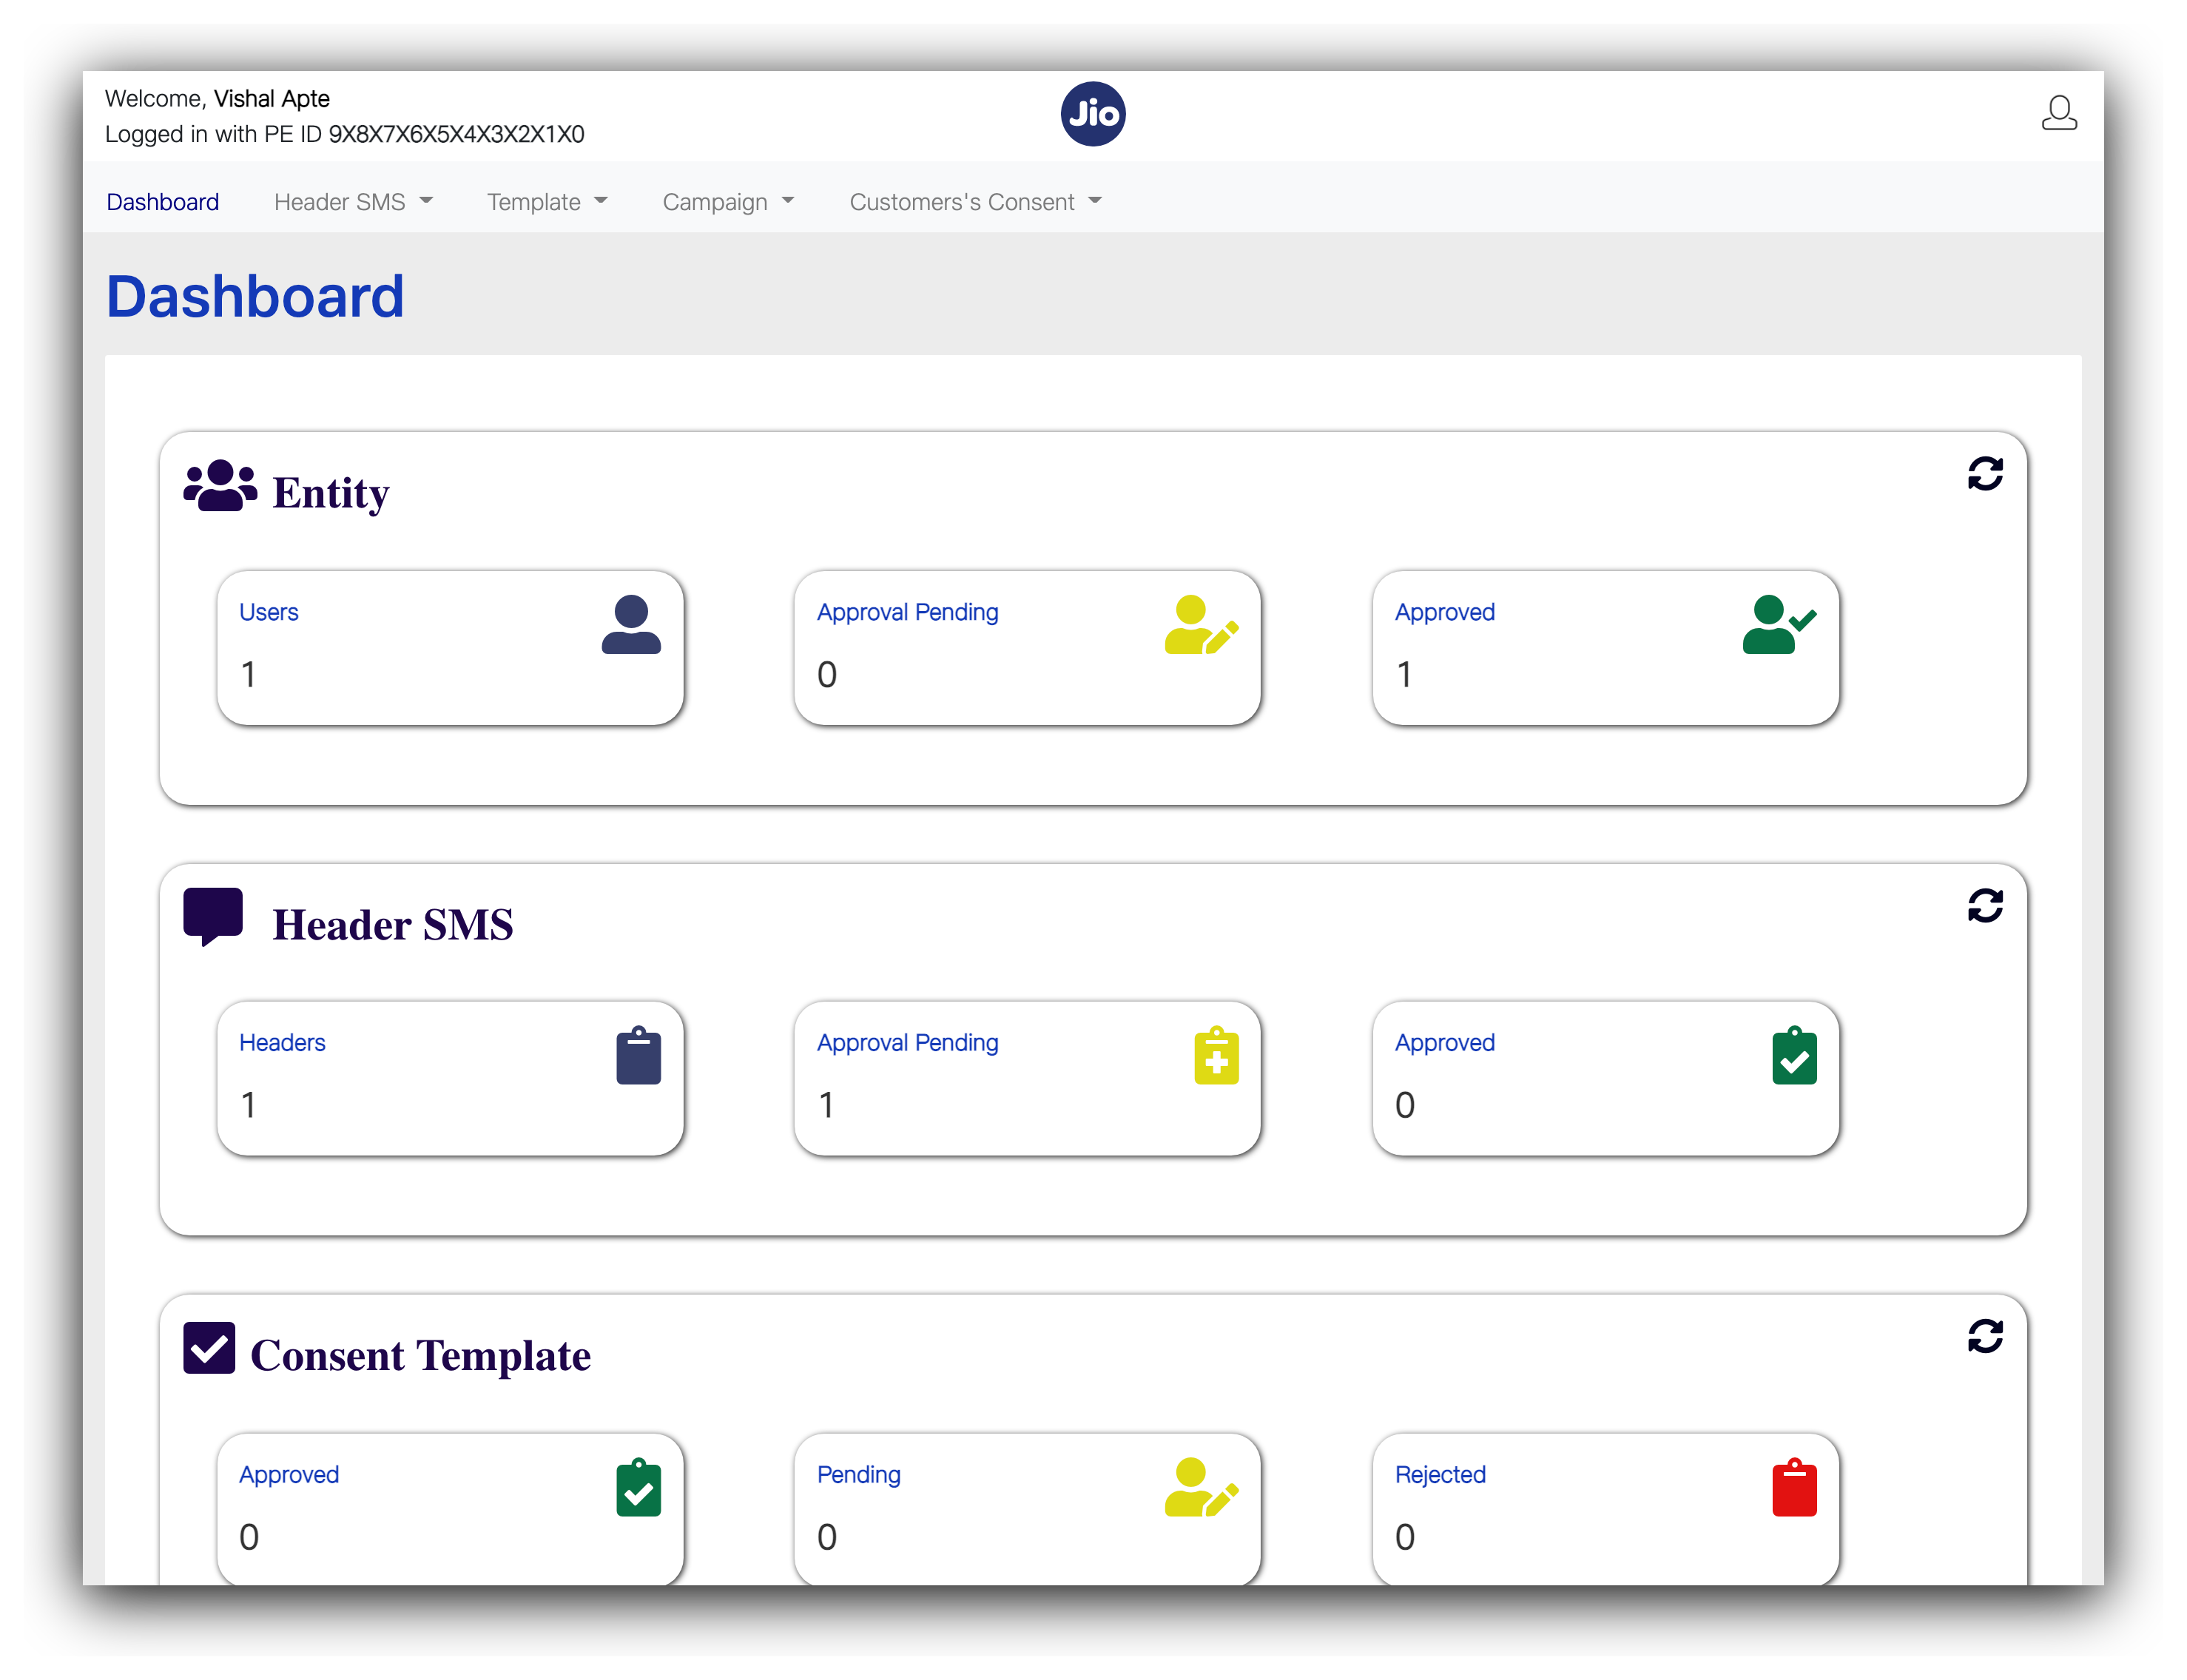 Welcome, Vishal Apte
Logged in with PE ID 9X8X7X6X5X4X3X2X1X0
Jio
Dashboard Header SMS Template Campaign Customers's Consent
Dashboard
Entity
Users Approval Pending Approved
1 0 1
Header SMS
Headers Approval Pending Approved
1 1 0
Consent Template
Approved Pending Rejected
0 0 0